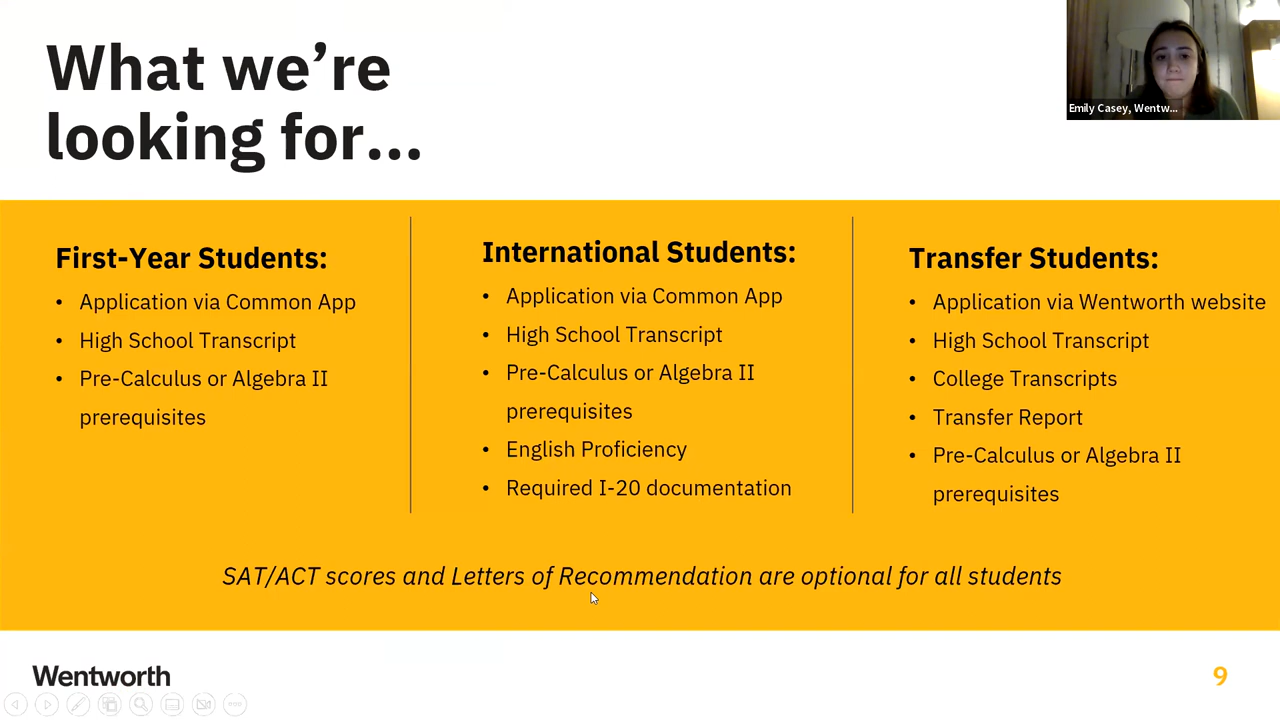 What we're
looking for...
Emily Casey, Wentw...
First-Year Students:
• Application via Common App
• High School Transcript
• Pre-Calculus or Algebra II
prerequisites
International Students:
• Application via Common App
• High School Transcript
• Pre-Calculus or Algebra II
prerequisites
• English Proficiency
• Required I-20 documentation
Transfer Students:
• Application via Wentworth website
• High School Transcript
• College Transcripts
• Transfer Report
• Pre-Calculus or Algebra II
prerequisites
SAT/ACT scores and Letters of Recommendation are optional for all students
Wentworth
9